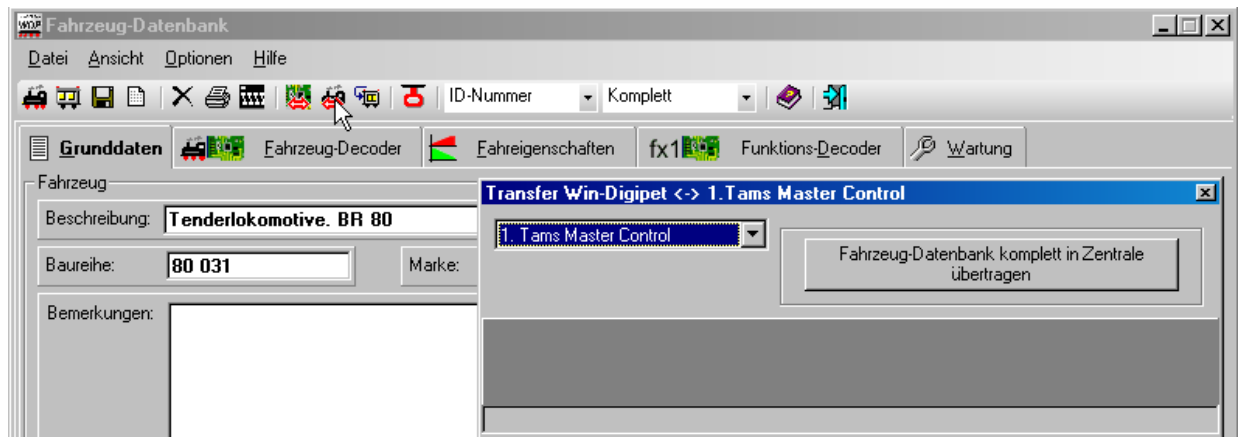 Fahrzeug-Datenbank
Datei Ansicht Optionen Hilfe
ID-Nummer Komplett
Grunddaten Fahrzeug-Decoder Fahreigenschaften fx1 Funktions-Decoder Wartung
Fahrzeug
Beschreibung: Tenderlokomotive. BR 80
Baureihe: 80 031 Marke:
Bemerkungen:
Transfer Win-Digipet <-> 1.Tams Master Control
1. Tams Master Control
Fahrzeug-Datenbank komplett in Zentrale
übertragen